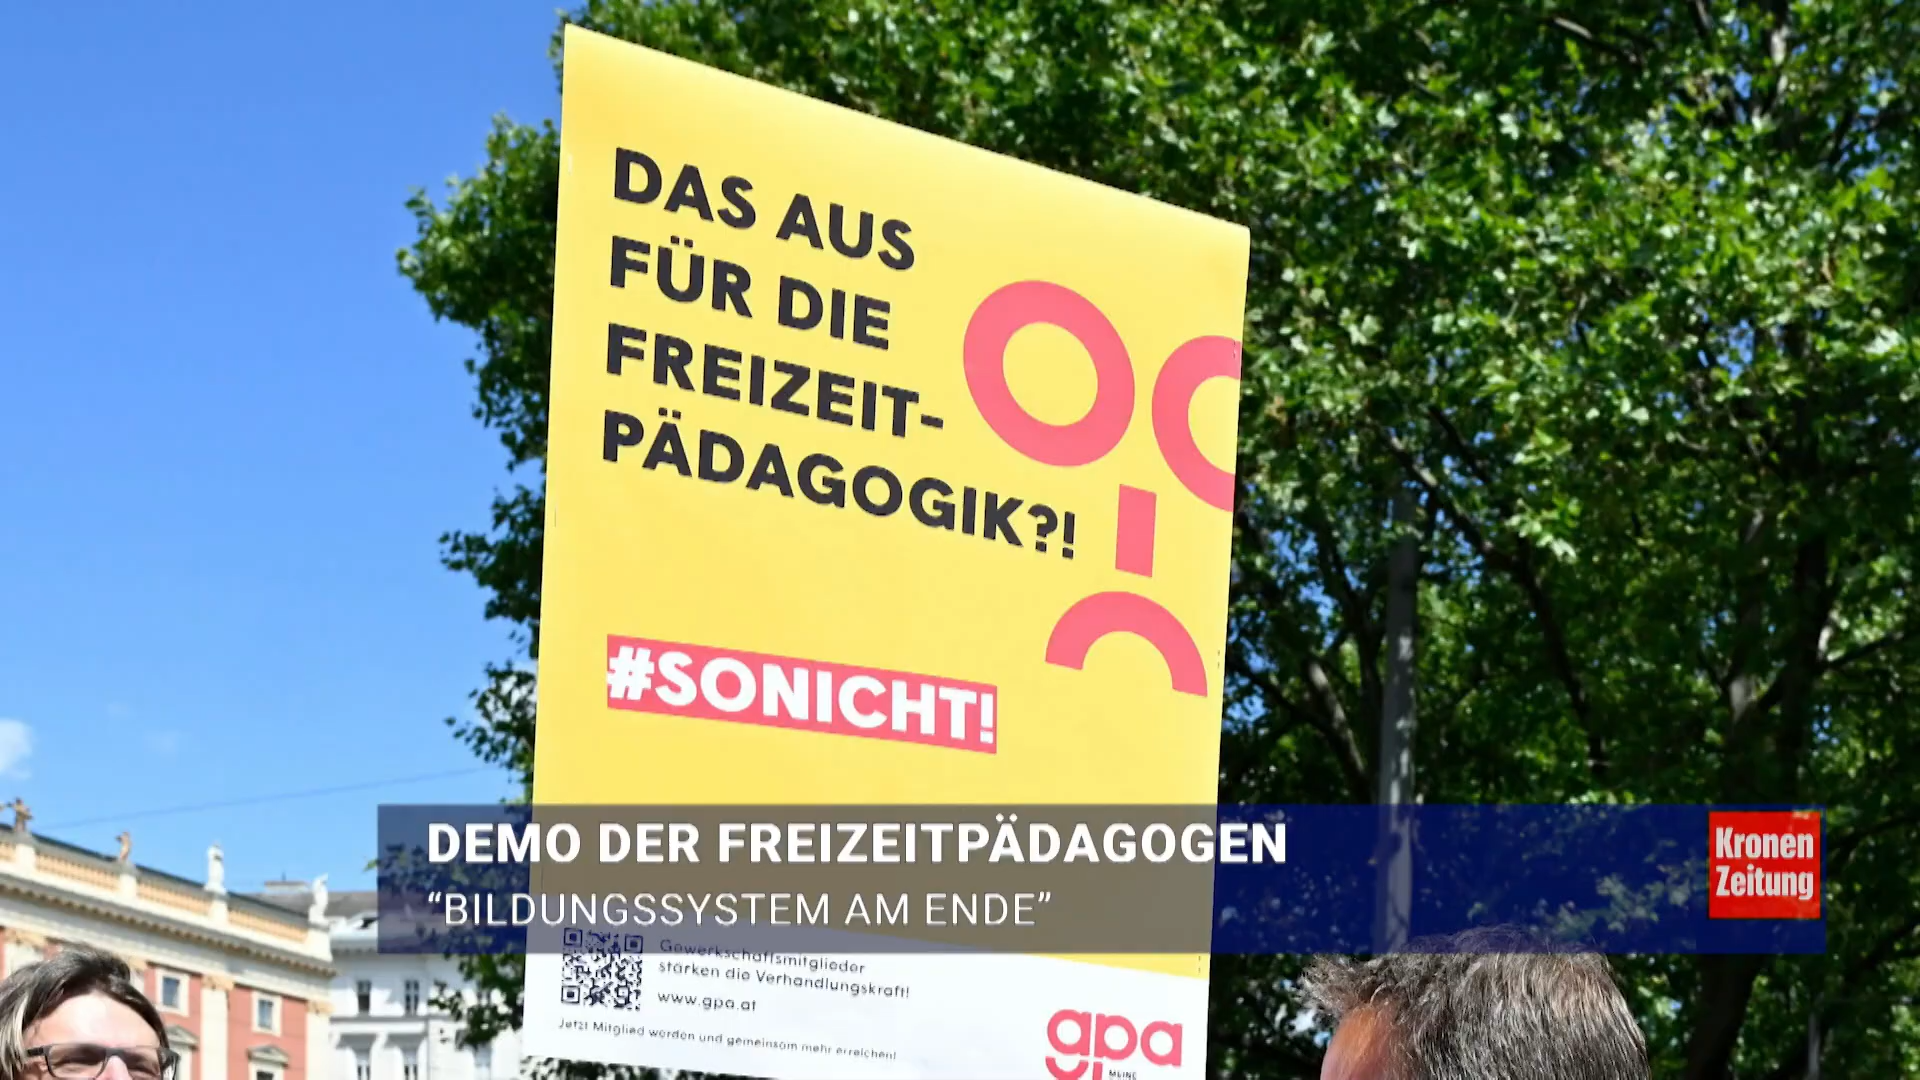 DAS AUS
FÜR DIE
FREIZEIT-
PÄDAGOGIK?!
#SONICHT!
DEMO DER FREIZEITPÄDAGOGEN
“BILDUNGSSYSTEM AM ENDE”
Kronen
Zeitung
Gewerkschaftsmitglieder
stärken die Verhandlungskraft!
www.gpa.at
Jetzt Mitglied werden und gemeinsam mehr erreichen!
gpa
MEINE